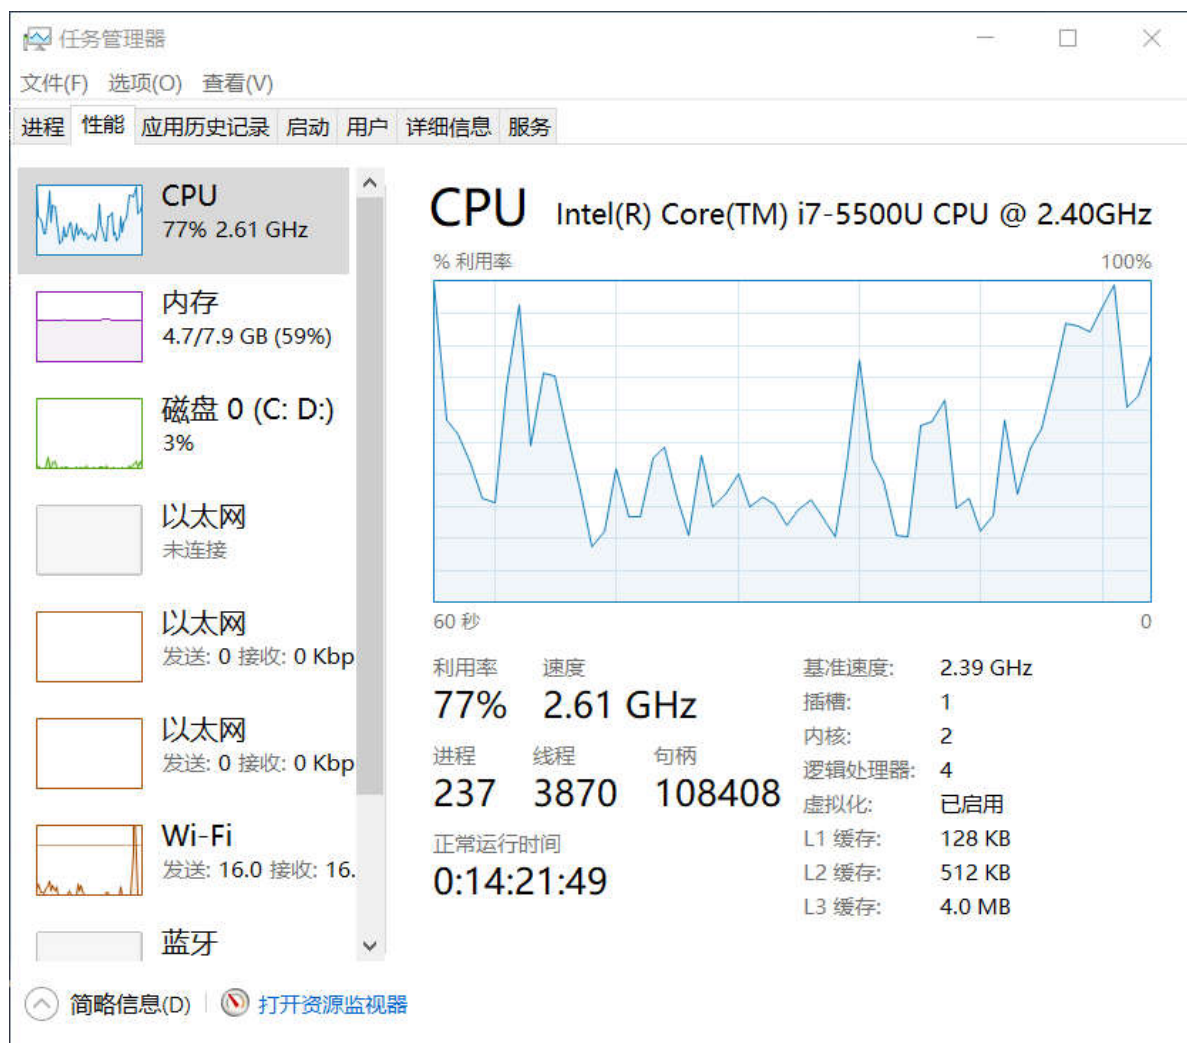 任务管理器
文件(F) 选项(O) 查看(V)
进程 性能 应用历史记录 启动 用户 详细信息 服务
CPU
77% 2.61 GHz
内存
4.7/7.9 GB (59%)
磁盘 0 (C: D:)
3%
以太网
未连接
以太网
发送: 0 接收: 0 Kbp
以太网
发送: 0 接收: 0 Kbp
Wi-Fi
发送: 16.0 接收: 16.
蓝牙
CPU Intel(R) Core(TM) i7-5500U CPU @ 2.40GHz
% 利用率 100%
60 秒 0
利用率 速度
77% 2.61 GHz
进程 线程 句柄
237 3870 108408
正常运行时间
0:14:21:49
基准速度: 2.39 GHz
插槽: 1
内核: 2
逻辑处理器: 4
虚拟化: 已启用
L1 缓存: 128 KB
L2 缓存: 512 KB
L3 缓存: 4.0 MB
简略信息(D) 打开资源监视器